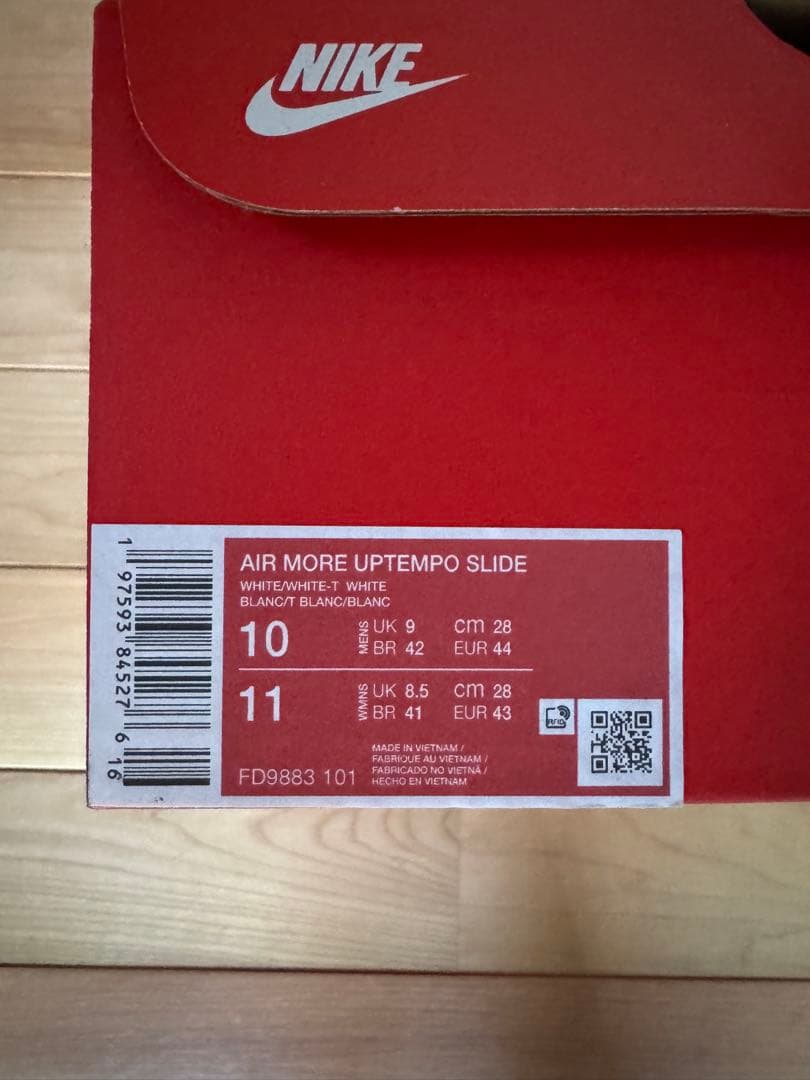 NIKE
AIR MORE UPTEMPO SLIDE
WHITE/WHITE-T WHITE
BLANC/T BLANC/BLANC
10 MENS UK 9 cm 28
BR 42 EUR 44
11 WMNS UK 8.5 cm 28
BR 41 EUR 43
RFID
MADE IN VIETNAM /
FABRIQUE AU VIETNAM /
FABRICADO NO VIETNÃ /
HECHO EN VIETNAM
FD9883 101
1 97593 84527 6 16